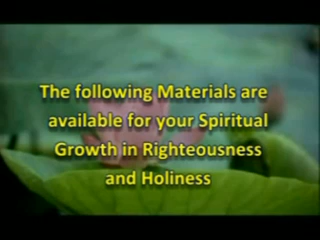 The following Materials are
available for your Spiritual
Growth in Righteousness
and Holiness